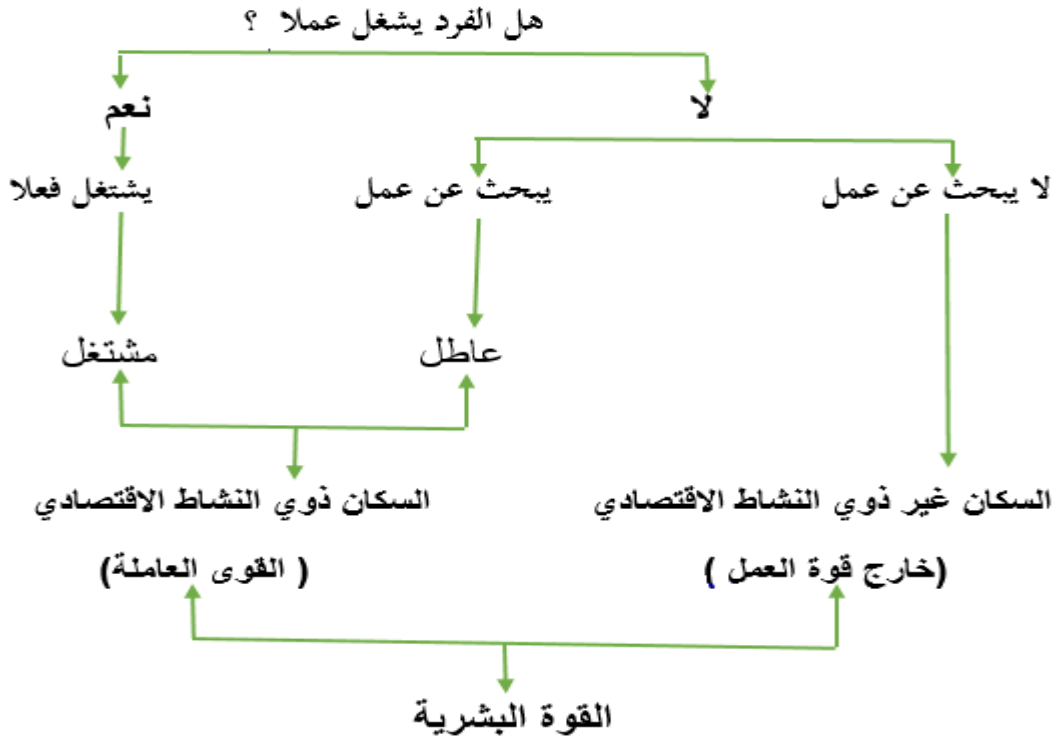 هل الفرد يشغل عملا ؟
لا
نعم
لا يبحث عن عمل
يبحث عن عمل
يشتغل فعلا
عاطل
مشتغل
السكان غير ذوي النشاط الاقتصادي
(خارج قوة العمل )
السكان ذوي النشاط الاقتصادي
( القوى العاملة)
القوة البشرية